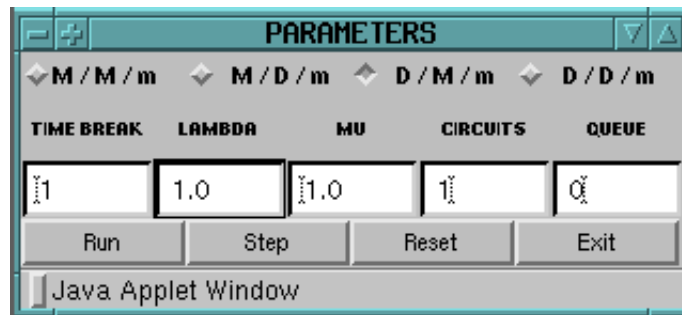 PARAMETERS
M / M / m M / D / m D / M / m D / D / m
TIME BREAK LAMBDA MU CIRCUITS QUEUE
1 1.0 1.0 1 0
Run Step Reset Exit
Java Applet Window